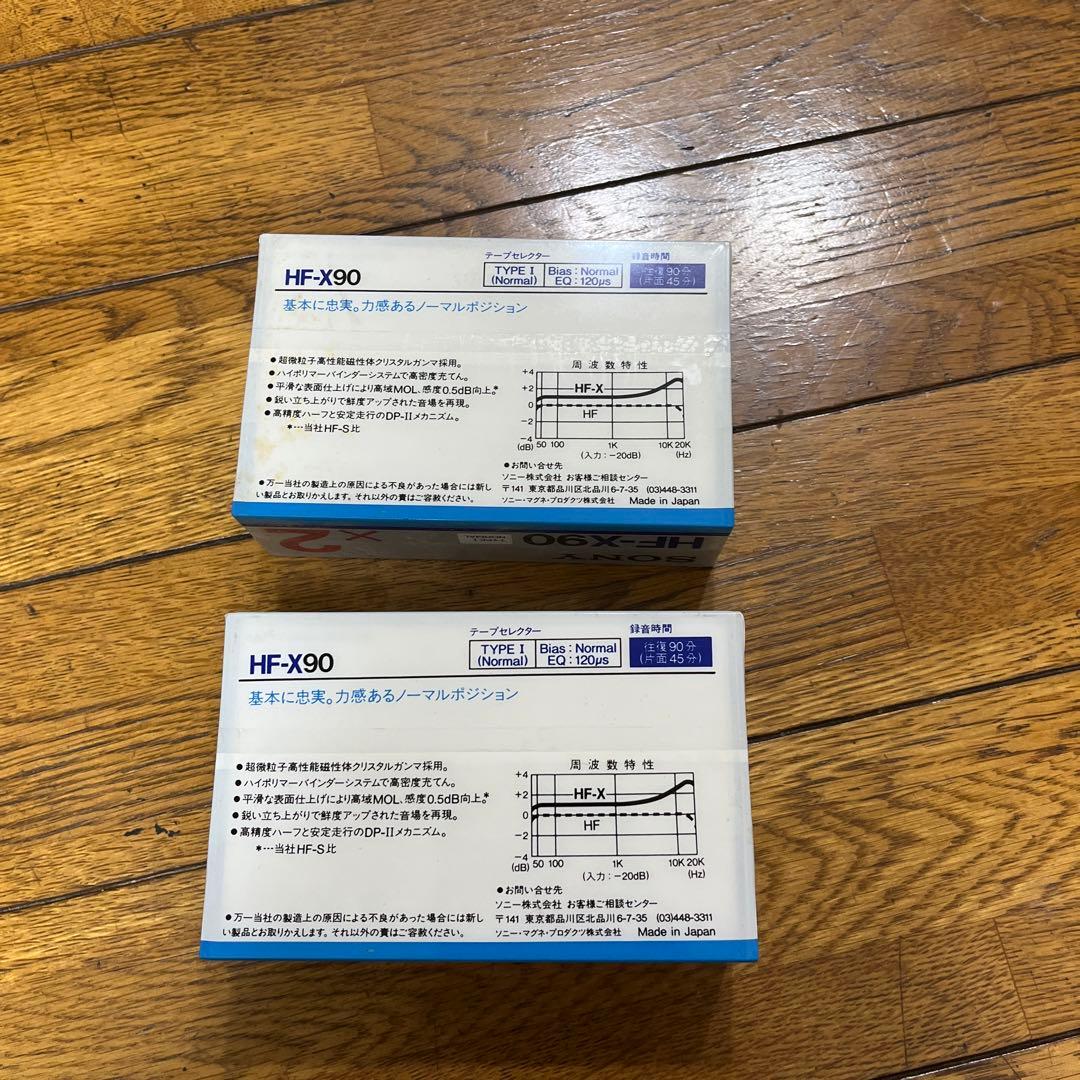 テープセレクター 録音時間
HF-X90
TYPE I
(Normal)
Bias : Normal
EQ : 120μs
往復90分
(片面45分)
基本に忠実。力感あるノーマルポジション
●超微粒子高性能磁性体クリスタルガンマ採用。
●ハイポリマーバインダーシステムで高密度充てん。
●平滑な表面仕上げにより高域MOL、感度0.5dB向上。*
●鋭い立ち上がりで鮮度アップされた音場を再現。
●高精度ハーフと安定走行のDP-IIメカニズム。
*…当社HF-S比
周波数特性
+4
+2
0
−2
−4
(dB)
HF-X
HF
50 100 1K 10K 20K
(入力:−20dB) (Hz)
●お問い合せ先
ソニー株式会社 お客様ご相談センター
〒141 東京都品川区北品川6-7-35 (03)448-3311
ソニー・マグネ・プロダクツ株式会社 Made in Japan
●万一当社の製造上の原因による不良があった場合には新し
い製品とお取りかえします。それ以外の責はご容赦ください。
SONY
HF-X90
TYPE I
NORMAL
×2
テープセレクター 録音時間
HF-X90
TYPE I
(Normal)
Bias : Normal
EQ : 120μs
往復90分
(片面45分)
基本に忠実。力感あるノーマルポジション
●超微粒子高性能磁性体クリスタルガンマ採用。
●ハイポリマーバインダーシステムで高密度充てん。
●平滑な表面仕上げにより高域MOL、感度0.5dB向上。*
●鋭い立ち上がりで鮮度アップされた音場を再現。
●高精度ハーフと安定走行のDP-IIメカニズム。
*…当社HF-S比
周波数特性
+4
+2
0
−2
−4
(dB)
HF-X
HF
50 100 1K 10K 20K
(入力:−20dB) (Hz)
●お問い合せ先
ソニー株式会社 お客様ご相談センター
〒141 東京都品川区北品川6-7-35 (03)448-3311
ソニー・マグネ・プロダクツ株式会社 Made in Japan
●万一当社の製造上の原因による不良があった場合には新し
い製品とお取りかえします。それ以外の責はご容赦ください。